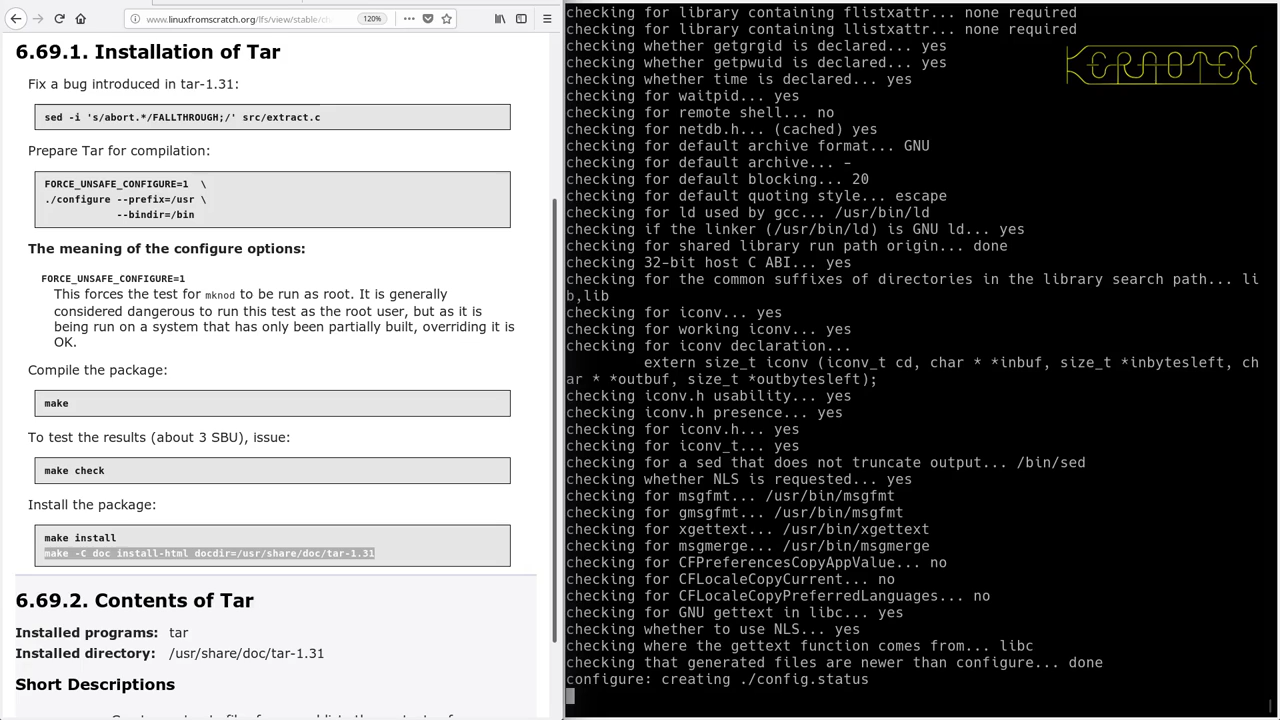 www.linuxfromscratch.org/lfs/view/stable/ch
120%
6.69.1. Installation of Tar
Fix a bug introduced in tar-1.31:
sed -i 's/abort.*/FALLTHROUGH;/' src/extract.c
Prepare Tar for compilation:
FORCE_UNSAFE_CONFIGURE=1 \
./configure --prefix=/usr \
--bindir=/bin
The meaning of the configure options:
FORCE_UNSAFE_CONFIGURE=1
This forces the test for mknod to be run as root. It is generally
considered dangerous to run this test as the root user, but as it is
being run on a system that has only been partially built, overriding it is
OK.
Compile the package:
make
To test the results (about 3 SBU), issue:
make check
Install the package:
make install
make -C doc install-html docdir=/usr/share/doc/tar-1.31
6.69.2. Contents of Tar
Installed programs: tar
Installed directory: /usr/share/doc/tar-1.31
Short Descriptions
checking for library containing flistxattr... none required
checking for library containing llistxattr... none required
checking whether getgrgid is declared... yes
checking whether getpwuid is declared... yes
checking whether time is declared... yes
checking for waitpid... yes
checking for remote shell... no
checking for netdb.h... (cached) yes
checking for default archive format... GNU
checking for default archive... -
checking for default blocking... 20
checking for default quoting style... escape
checking for ld used by gcc... /usr/bin/ld
checking if the linker (/usr/bin/ld) is GNU ld... yes
checking for shared library run path origin... done
checking 32-bit host C ABI... yes
checking for the common suffixes of directories in the library search path... li
b,lib
checking for iconv... yes
checking for working iconv... yes
checking for iconv declaration...
extern size_t iconv (iconv_t cd, char * *inbuf, size_t *inbytesleft, ch
ar * *outbuf, size_t *outbytesleft);
checking iconv.h usability... yes
checking iconv.h presence... yes
checking for iconv.h... yes
checking for iconv_t... yes
checking for a sed that does not truncate output... /bin/sed
checking whether NLS is requested... yes
checking for msgfmt... /usr/bin/msgfmt
checking for gmsgfmt... /usr/bin/msgfmt
checking for xgettext... /usr/bin/xgettext
checking for msgmerge... /usr/bin/msgmerge
checking for CFPreferencesCopyAppValue... no
checking for CFLocaleCopyCurrent... no
checking for CFLocaleCopyPreferredLanguages... no
checking for GNU gettext in libc... yes
checking whether to use NLS... yes
checking where the gettext function comes from... libc
checking that generated files are newer than configure... done
configure: creating ./config.status
KERAOTEX